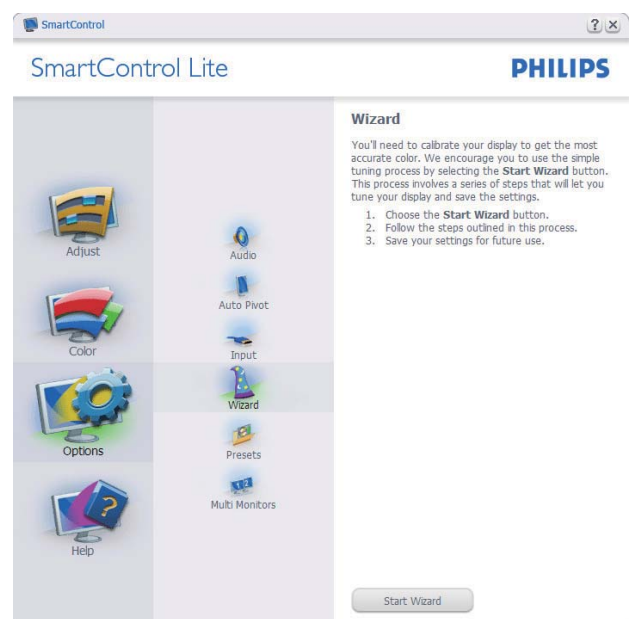 SmartControl
? X
SmartControl Lite
PHILIPS
Adjust
Color
Options
?
Help
Audio
Auto Pivot
Input
Wizard
Presets
1 2
Multi Monitors
Wizard
You'll need to calibrate your display to get the most
accurate color. We encourage you to use the simple
tuning process by selecting the Start Wizard button.
This process involves a series of steps that will let you
tune your display and save the settings.
1. Choose the Start Wizard button.
2. Follow the steps outlined in this process.
3. Save your settings for future use.
Start Wizard